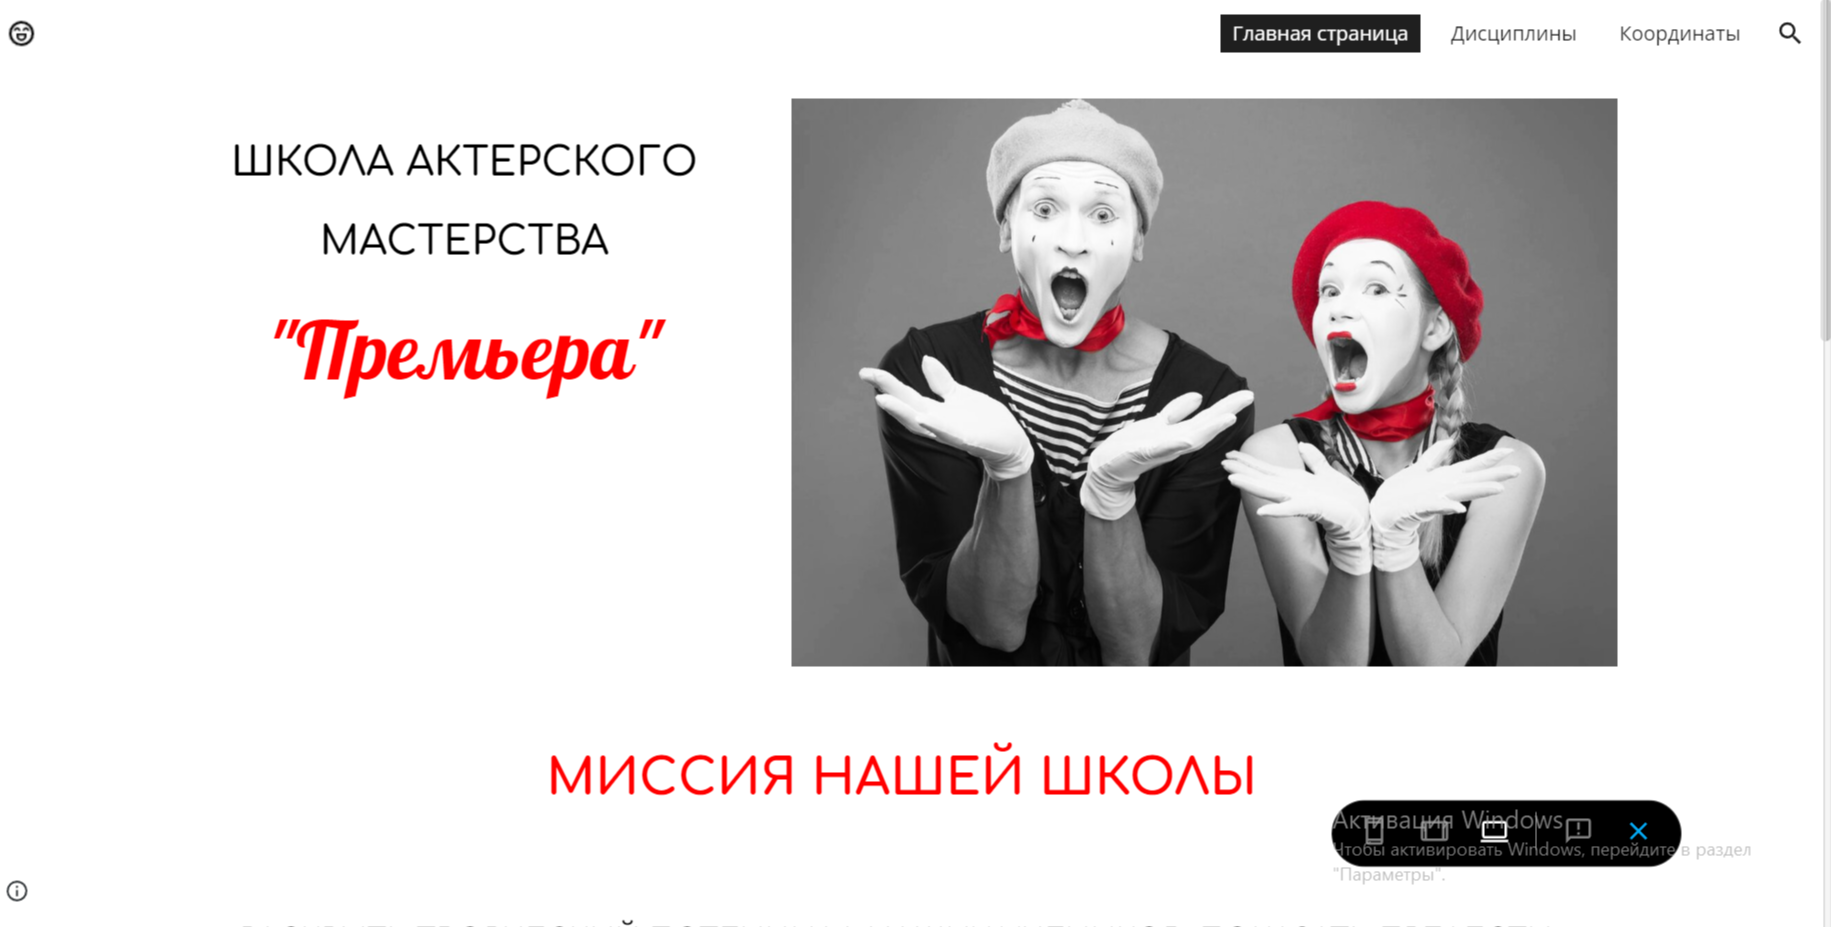 Главная страница
Дисциплины
Координаты
ШКОЛА АКТЕРСКОГО
МАСТЕРСТВА
"Премьера"
МИССИЯ НАШЕЙ ШКОЛЫ
Активация Windows
Чтобы активировать Windows, перейдите в раздел
"Параметры".